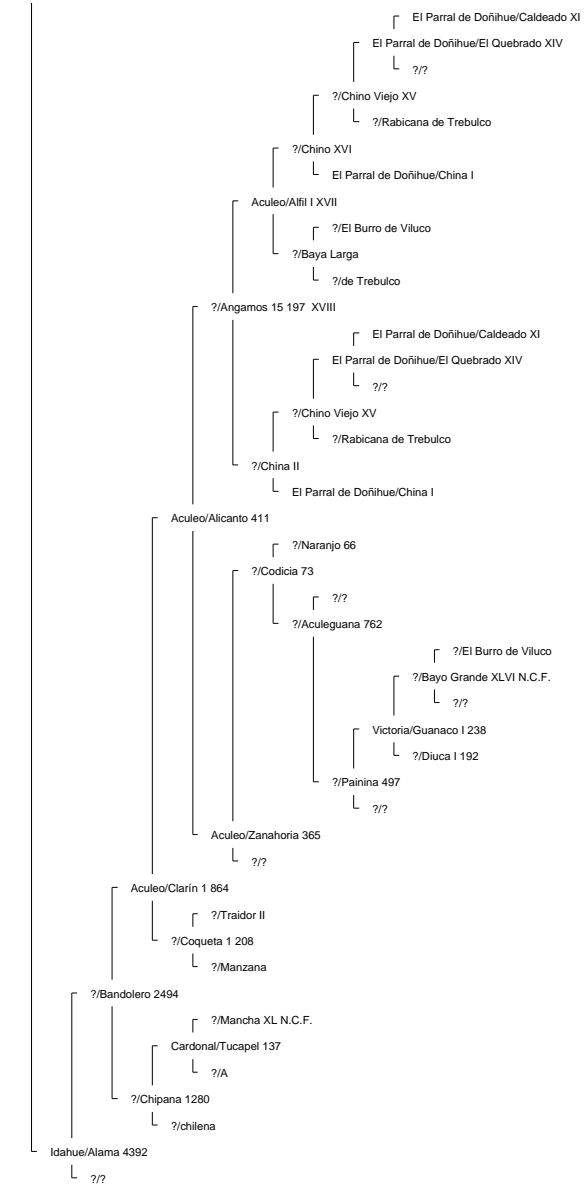 El Parral de Doñihue/Caldeado XI
El Parral de Doñihue/El Quebrado XIV
?/?
?/Chino Viejo XV
?/Rabicana de Trebulco
?/Chino XVI
El Parral de Doñihue/China I
Aculeo/Alfil I XVII
?/El Burro de Viluco
?/Baya Larga
?/de Trebulco
?/Angamos 15 197 XVIII
El Parral de Doñihue/Caldeado XI
El Parral de Doñihue/El Quebrado XIV
?/?
?/Chino Viejo XV
?/Rabicana de Trebulco
?/China II
El Parral de Doñihue/China I
Aculeo/Alicanto 411
?/Naranjo 66
?/Codicia 73
?/?
?/Aculeguana 762
?/El Burro de Viluco
?/Bayo Grande XLVI N.C.F.
?/?
Victoria/Guanaco I 238
?/Diuca I 192
?/Painina 497
?/?
Aculeo/Zanahoria 365
?/?
Aculeo/Clarín 1 864
?/Traidor II
?/Coqueta 1 208
?/Manzana
?/Bandolero 2494
?/Mancha XL N.C.F.
Cardonal/Tucapel 137
?/A
?/Chipana 1280
?/chilena
Idahue/Alama 4392
?/?